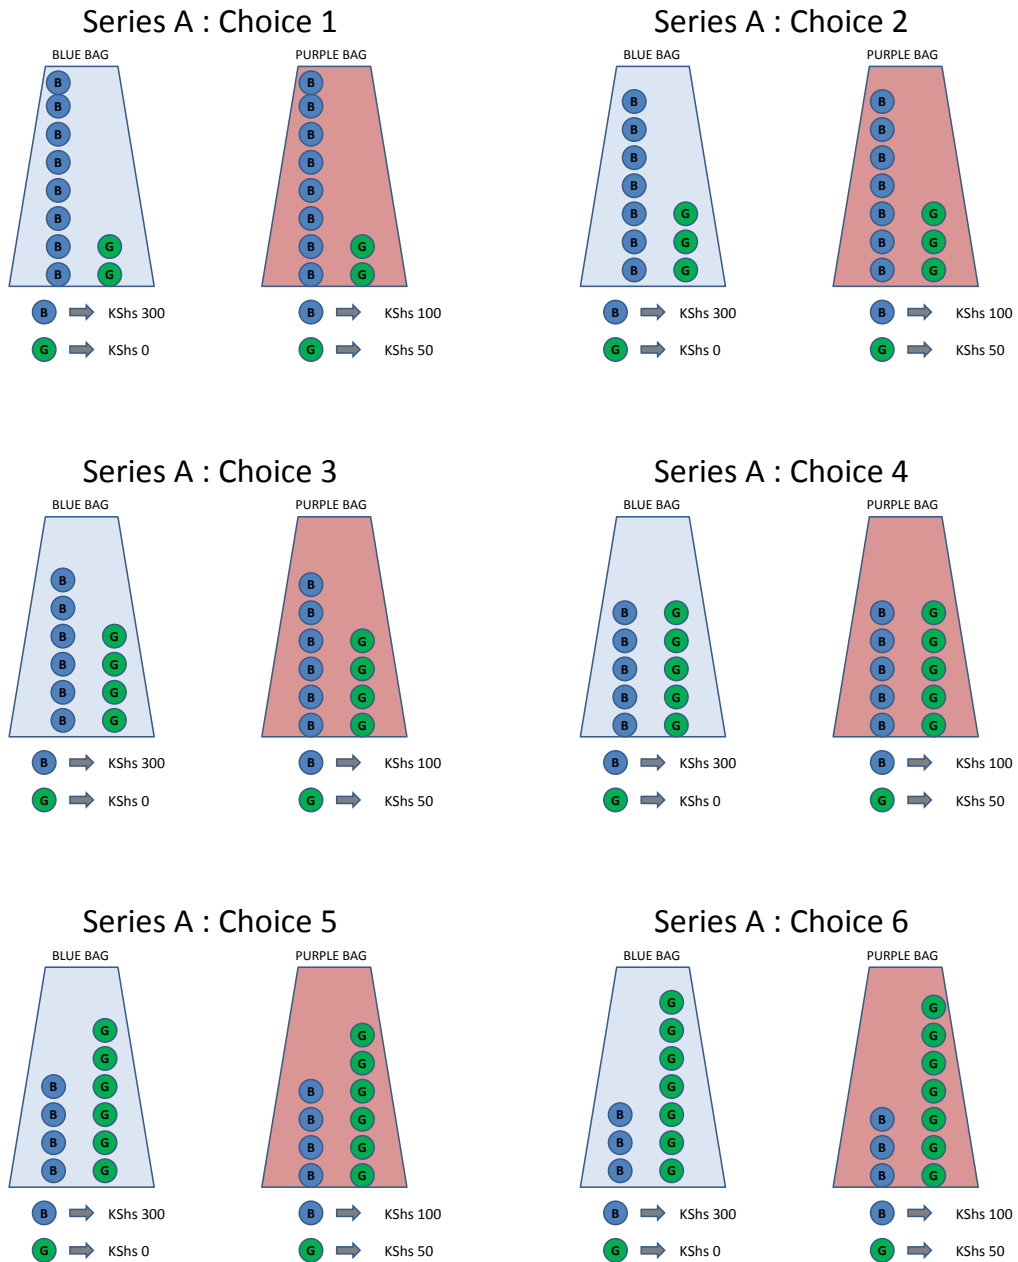 Series A : Choice 1
BLUE BAG
B
B
B
B
B
B
B G
B G
B KShs 300
G KShs 0
PURPLE BAG
B
B
B
B
B
B
B G
B G
B KShs 100
G KShs 50
Series A : Choice 2
BLUE BAG
B
B
B
B
B G
B G
B G
B KShs 300
G KShs 0
PURPLE BAG
B
B
B
B
B G
B G
B G
B KShs 100
G KShs 50
Series A : Choice 3
BLUE BAG
B
B
B G
B G
B G
B G
B KShs 300
G KShs 0
PURPLE BAG
B
B
B G
B G
B G
B G
B KShs 100
G KShs 50
Series A : Choice 4
BLUE BAG
B G
B G
B G
B G
B G
B KShs 300
G KShs 0
PURPLE BAG
B G
B G
B G
B G
B G
B KShs 100
G KShs 50
Series A : Choice 5
BLUE BAG
G
G
B G
B G
B G
B G
B KShs 300
G KShs 0
PURPLE BAG
G
G
B G
B G
B G
B G
B KShs 100
G KShs 50
Series A : Choice 6
BLUE BAG
G
G
G
G
B G
B G
B G
B KShs 300
G KShs 0
PURPLE BAG
G
G
G
G
B G
B G
B G
B KShs 100
G KShs 50